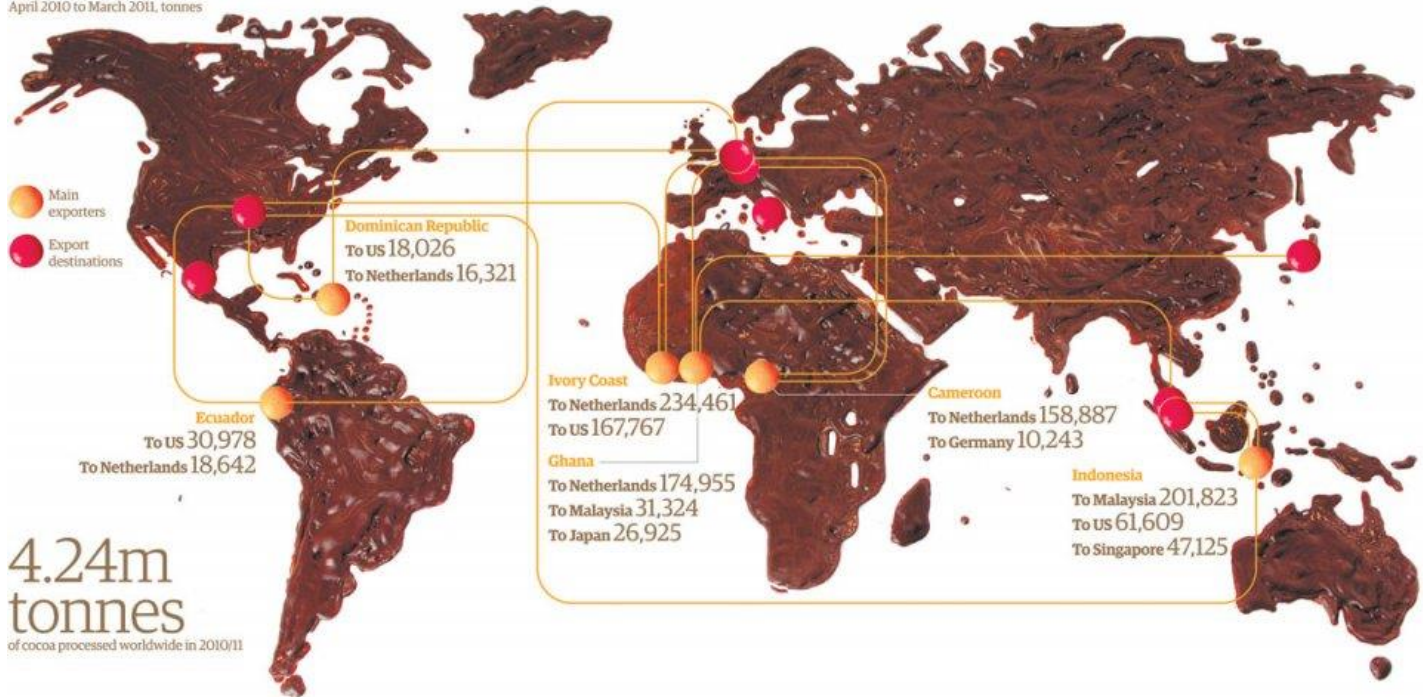 April 2010 to March 2011, tonnes
Main
exporters
Export
destinations
Dominican Republic
To US 18,026
To Netherlands 16,321
Ecuador
To US 30,978
To Netherlands 18,642
Ivory Coast
To Netherlands 234,461
To US 167,767
Ghana
To Netherlands 174,955
To Malaysia 31,324
To Japan 26,925
Cameroon
To Netherlands 158,887
To Germany 10,243
Indonesia
To Malaysia 201,823
To US 61,609
To Singapore 47,125
4.24m
tonnes
of cocoa processed worldwide in 2010/11